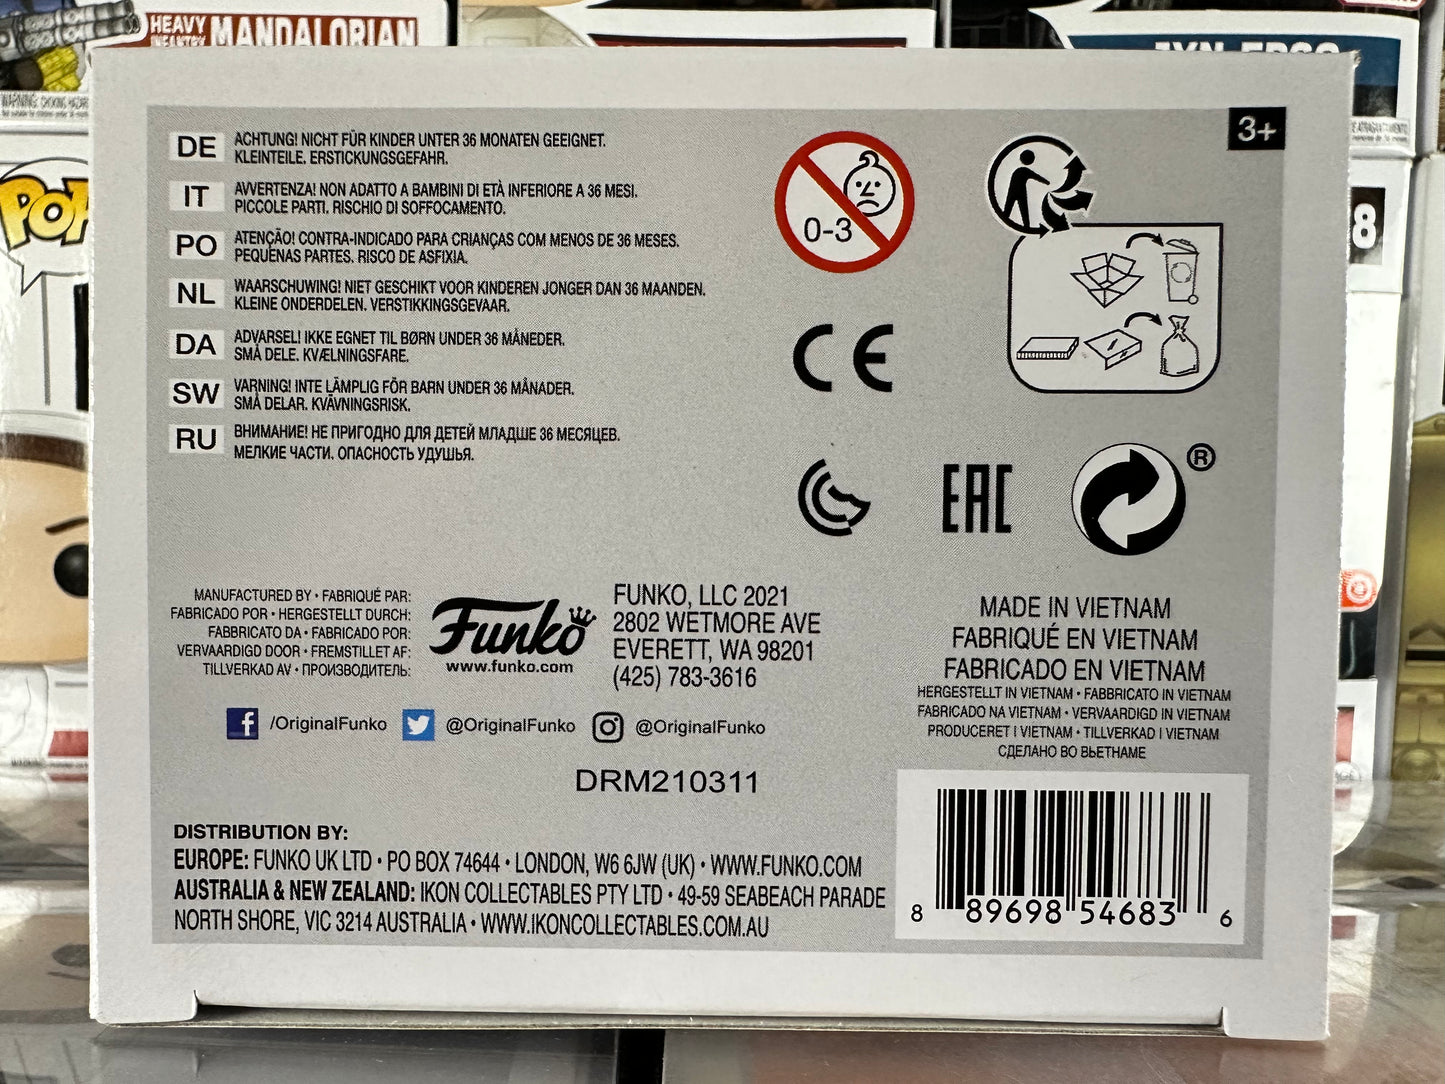 HEAVY
INFANTRY
MANDALORIAN
JYN ERSO
POP
8
3+
DE
ACHTUNG! NICHT FÜR KINDER UNTER 36 MONATEN GEEIGNET.
KLEINTEILE. ERSTICKUNGSGEFAHR.
IT
AVVERTENZA! NON ADATTO A BAMBINI DI ETÀ INFERIORE A 36 MESI.
PICCOLE PARTI. RISCHIO DI SOFFOCAMENTO.
PO
ATENÇÃO! CONTRA-INDICADO PARA CRIANÇAS COM MENOS DE 36 MESES.
PEQUENAS PARTES. RISCO DE ASFIXIA.
NL
WAARSCHUWING! NIET GESCHIKT VOOR KINDEREN JONGER DAN 36 MAANDEN.
KLEINE ONDERDELEN. VERSTIKKINGSGEVAAR.
DA
ADVARSEL! IKKE EGNET TIL BØRN UNDER 36 MÅNEDER.
SMÅ DELE. KVÆLNINGSFARE.
SW
VARNING! INTE LÄMPLIG FÖR BARN UNDER 36 MÅNADER.
SMÅ DELAR. KVÄVNINGSRISK.
RU
ВНИМАНИЕ! НЕ ПРИГОДНО ДЛЯ ДЕТЕЙ МЛАДШЕ 36 МЕСЯЦЕВ.
МЕЛКИЕ ЧАСТИ. ОПАСНОСТЬ УДУШЬЯ.
0-3
CE
EAC
®
MANUFACTURED BY • FABRIQUÉ PAR:
FABRICADO POR • HERGESTELLT DURCH:
FABBRICATO DA • FABRICADO POR:
VERVAARDIGD DOOR • FREMSTILLET AF:
TILLVERKAD AV • ПРОИЗВОДИТЕЛЬ:
Funko
www.funko.com
FUNKO, LLC 2021
2802 WETMORE AVE
EVERETT, WA 98201
(425) 783-3616
MADE IN VIETNAM
FABRIQUÉ EN VIETNAM
FABRICADO EN VIETNAM
HERGESTELLT IN VIETNAM • FABBRICATO IN VIETNAM
FABRICADO NA VIETNAM • VERVAARDIGD IN VIETNAM
PRODUCERET I VIETNAM • TILLVERKAD I VIETNAM
СДЕЛАНО ВО ВЬЕТНАМЕ
/OriginalFunko @OriginalFunko @OriginalFunko
DRM210311
DISTRIBUTION BY:
EUROPE: FUNKO UK LTD • PO BOX 74644 • LONDON, W6 6JW (UK) • WWW.FUNKO.COM
AUSTRALIA & NEW ZEALAND: IKON COLLECTABLES PTY LTD • 49-59 SEABEACH PARADE
NORTH SHORE, VIC 3214 AUSTRALIA • WWW.IKONCOLLECTABLES.COM.AU
8 89698 54683 6